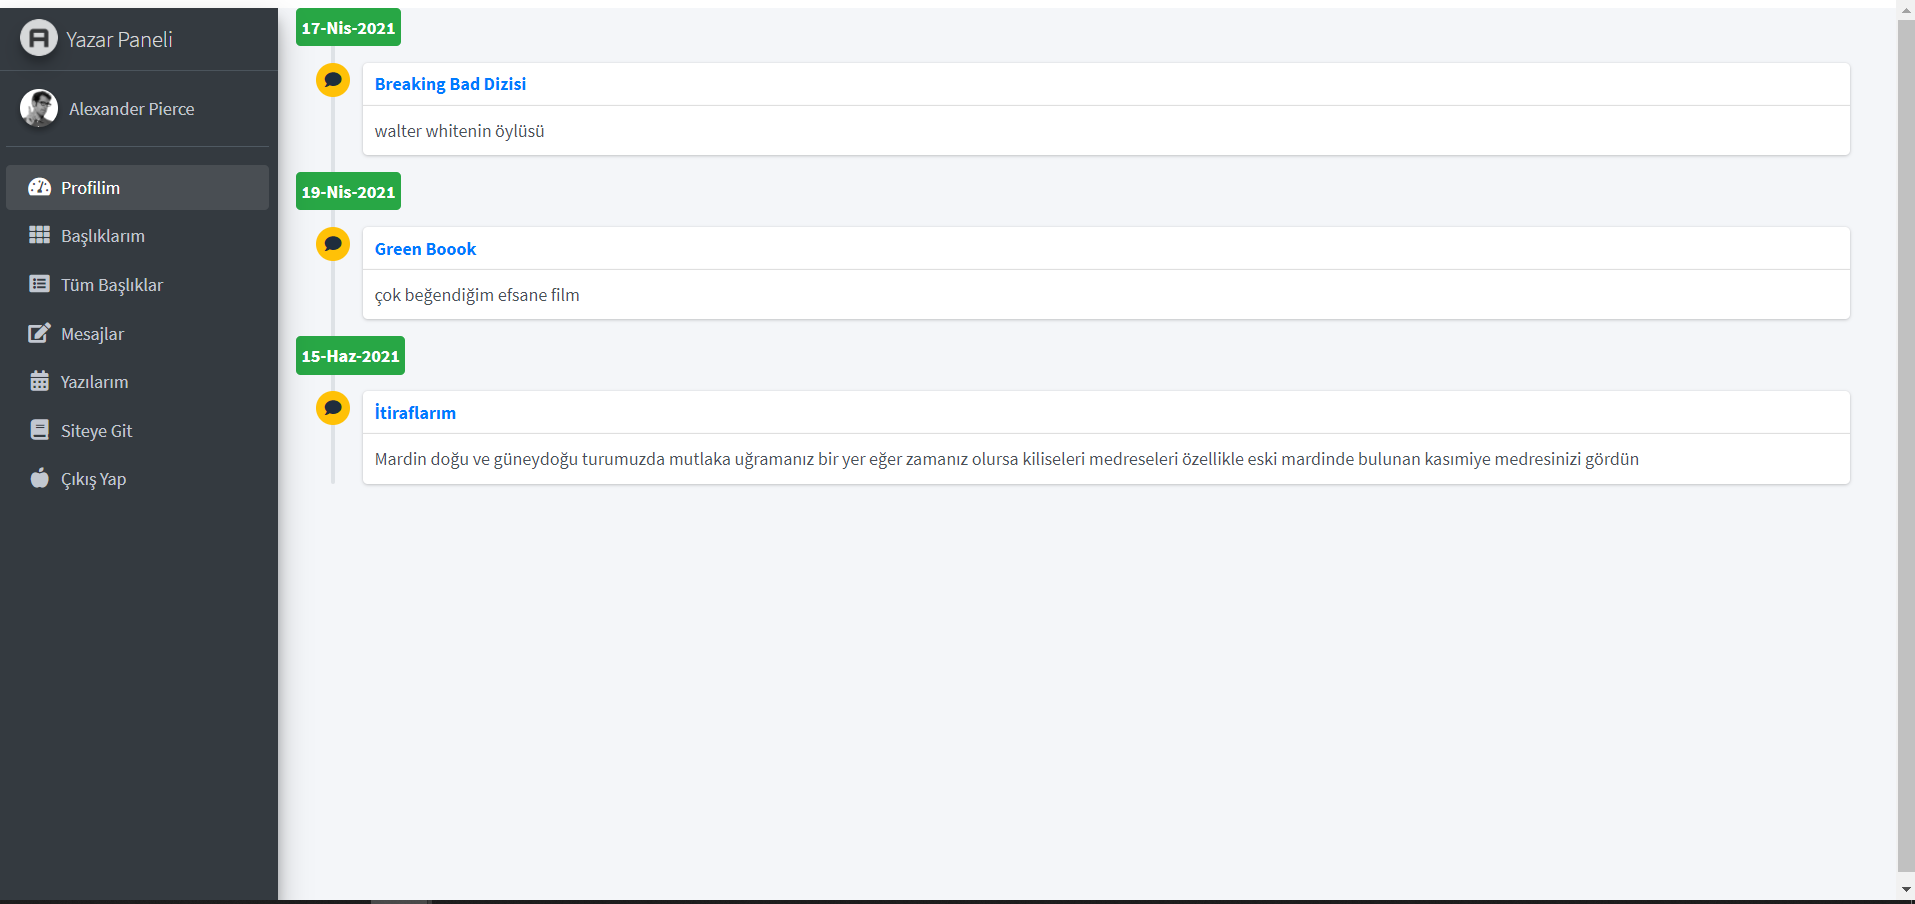 Yazar Paneli
Alexander Pierce
Profilim
Başlıklarım
Tüm Başlıklar
Mesajlar
Yazılarım
Siteye Git
Çıkış Yap
17-Nis-2021
Breaking Bad Dizisi
walter whitenin öylüsü
19-Nis-2021
Green Boook
çok beğendiğim efsane film
15-Haz-2021
İtiraflarım
Mardin doğu ve güneydoğu turumuzda mutlaka uğramanız bir yer eğer zamanız olursa kiliseleri medreseleri özellikle eski mardinde bulunan kasımiye medresinizi gördün